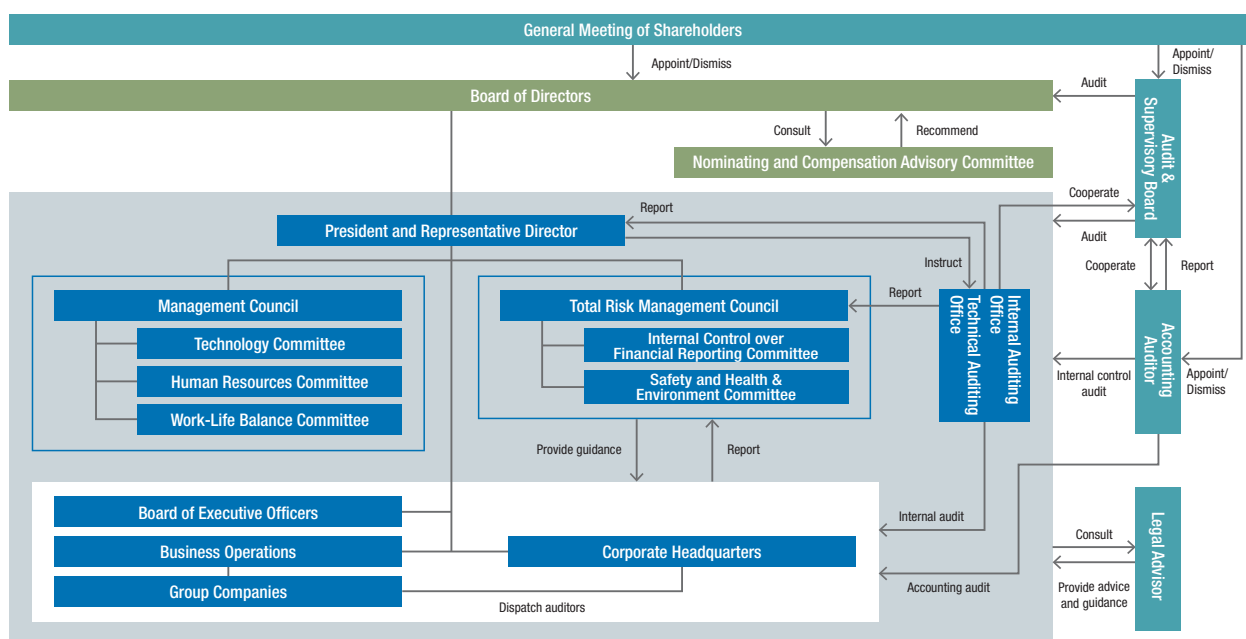 General Meeting of Shareholders
Appoint/Dismiss
Appoint/
Dismiss
Board of Directors
Audit
Audit &
Supervisory Board
Consult
Recommend
Nominating and Compensation Advisory Committee
Cooperate
Report
President and Representative Director
Audit
Instruct
Cooperate
Report
Management Council
Total Risk Management Council
Report
Internal Auditing
Office
Technical Auditing
Office
Accounting
Auditor
Technology Committee
Internal Control over
Financial Reporting Committee
Human Resources Committee
Safety and Health &
Environment Committee
Internal control
audit
Appoint/
Dismiss
Work-Life Balance Committee
Provide guidance
Report
Board of Executive Officers
Internal audit
Legal Advisor
Consult
Business Operations
Corporate Headquarters
Group Companies
Accounting audit
Provide advice
and guidance
Dispatch auditors